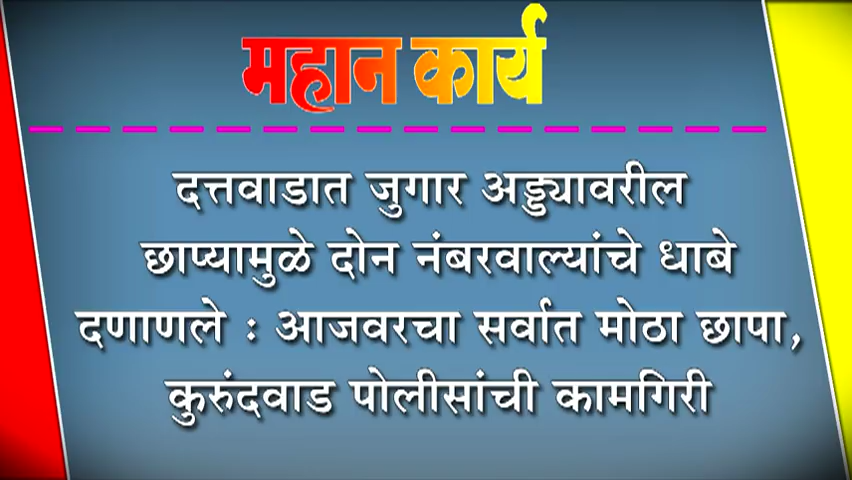 महान कार्य
दत्तवाडात जुगार अड्ड्यावरील
छाप्यामुळे दोन नंबरवाल्यांचे धाबे
दणाणले : आजवरचा सर्वात मोठा छापा,
कुरुंदवाड पोलीसांची कामगिरी